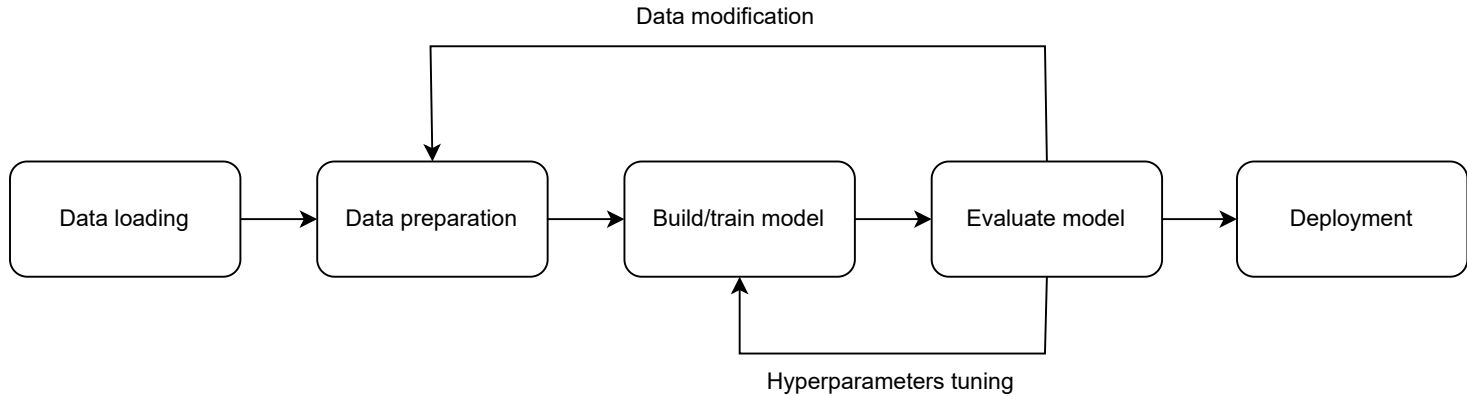 Data modification
Data loading
Data preparation
Build/train model
Evaluate model
Deployment
Hyperparameters tuning